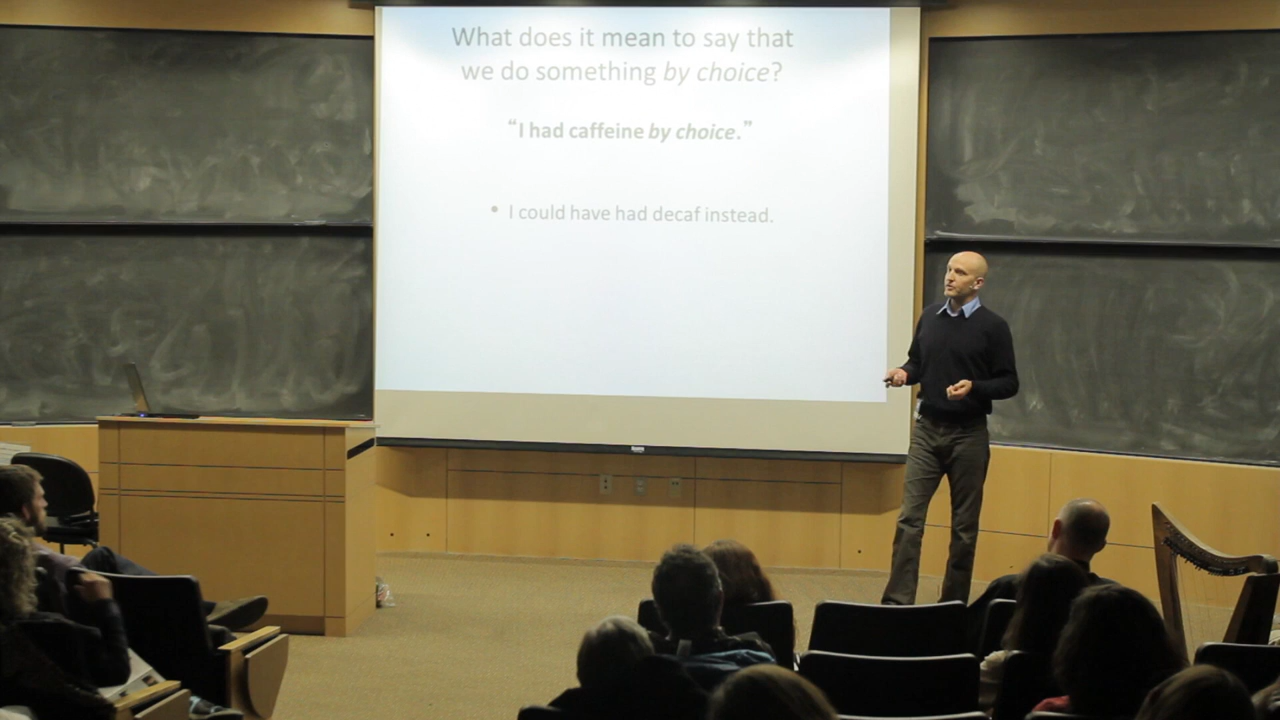 What does it mean to say that
we do something by choice?
“I had caffeine by choice.”
• I could have had decaf instead.